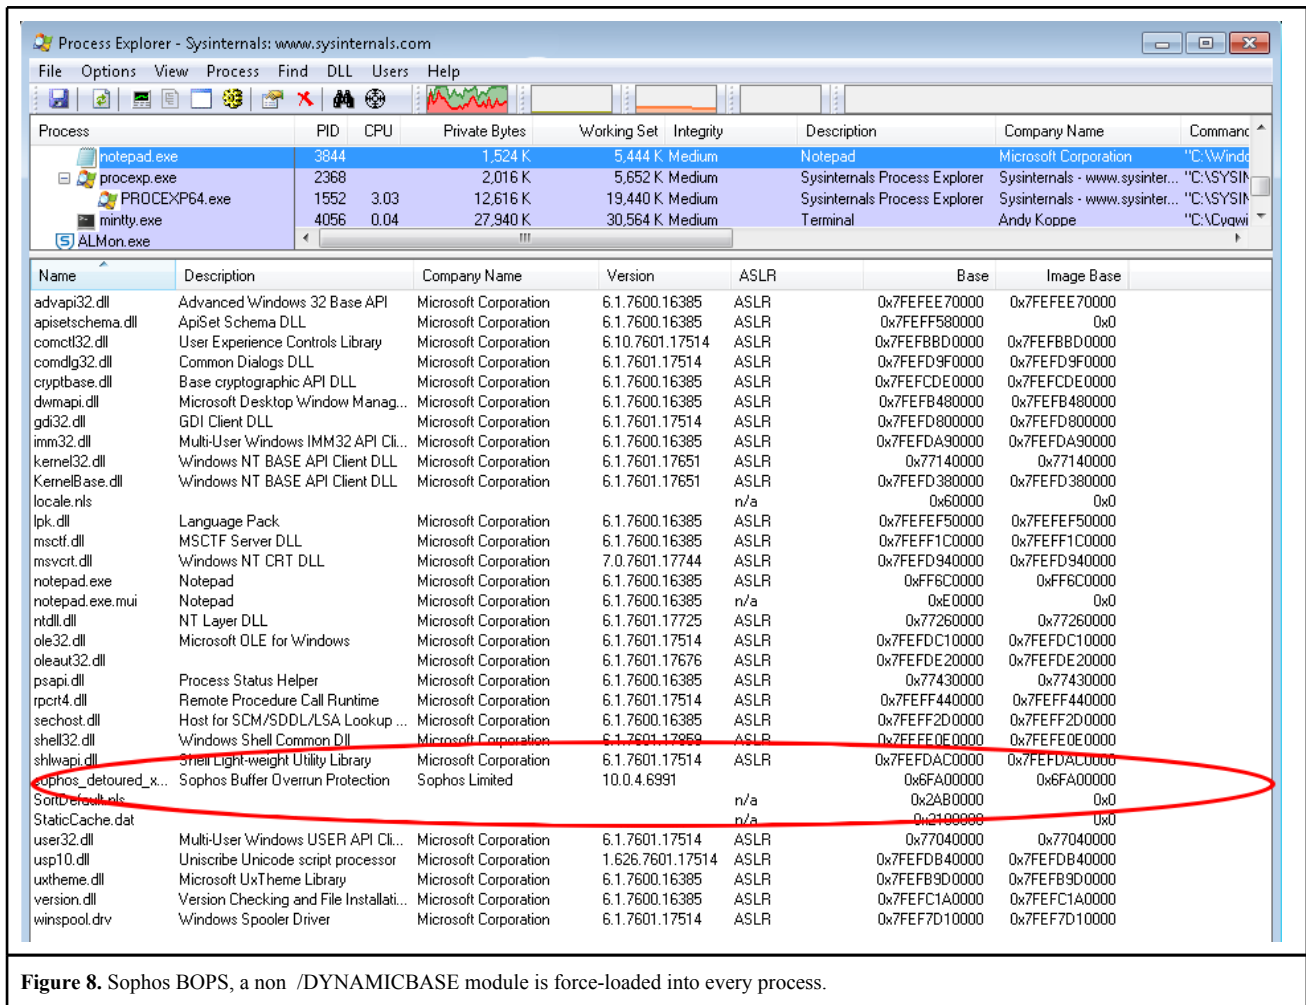 Process Explorer - Sysinternals: www.sysinternals.com
File Options View Process Find DLL Users Help
Process PID CPU Private Bytes Working Set Integrity Description Company Name Command
notepad.exe 3844 1,524 K 5,444 K Medium Notepad Microsoft Corporation "C:\Windo
procexp.exe 2368 2,016 K 5,652 K Medium Sysinternals Process Explorer Sysinternals - www.sysinter... "C:\SYSIN
PROCEXP64.exe 1552 3.03 12,616 K 19,440 K Medium Sysinternals Process Explorer Sysinternals - www.sysinter... "C:\SYSIN
mintty.exe 4056 0.04 27,940 K 30,564 K Medium Terminal Andy Koppe "C:\Cygwi
ALMon.exe
Name Description Company Name Version ASLR Base Image Base
advapi32.dll Advanced Windows 32 Base API Microsoft Corporation 6.1.7600.16385 ASLR 0x7FEFEE70000 0x7FEFEE70000
apisetschema.dll ApiSet Schema DLL Microsoft Corporation 6.1.7600.16385 ASLR 0x7FEFF580000 0x0
comctl32.dll User Experience Controls Library Microsoft Corporation 6.10.7601.17514 ASLR 0x7FEFBBD0000 0x7FEFBBD0000
comdlg32.dll Common Dialogs DLL Microsoft Corporation 6.1.7601.17514 ASLR 0x7FEFD9F0000 0x7FEFD9F0000
cryptbase.dll Base cryptographic API DLL Microsoft Corporation 6.1.7600.16385 ASLR 0x7FEFCDE0000 0x7FEFCDE0000
dwmapi.dll Microsoft Desktop Window Manag... Microsoft Corporation 6.1.7600.16385 ASLR 0x7FEFB480000 0x7FEFB480000
gdi32.dll GDI Client DLL Microsoft Corporation 6.1.7601.17514 ASLR 0x7FEFD800000 0x7FEFD800000
imm32.dll Multi-User Windows IMM32 API Cli... Microsoft Corporation 6.1.7600.16385 ASLR 0x7FEFDA90000 0x7FEFDA90000
kernel32.dll Windows NT BASE API Client DLL Microsoft Corporation 6.1.7601.17651 ASLR 0x77140000 0x77140000
KernelBase.dll Windows NT BASE API Client DLL Microsoft Corporation 6.1.7601.17651 ASLR 0x7FEFD380000 0x7FEFD380000
locale.nls n/a 0x60000 0x0
lpk.dll Language Pack Microsoft Corporation 6.1.7600.16385 ASLR 0x7FEFEF50000 0x7FEFEF50000
msctf.dll MSCTF Server DLL Microsoft Corporation 6.1.7600.16385 ASLR 0x7FEFF1C0000 0x7FEFF1C0000
msvcrt.dll Windows NT CRT DLL Microsoft Corporation 7.0.7601.17744 ASLR 0x7FEFD940000 0x7FEFD940000
notepad.exe Notepad Microsoft Corporation 6.1.7600.16385 ASLR 0xFF6C0000 0xFF6C0000
notepad.exe.mui Notepad Microsoft Corporation 6.1.7600.16385 n/a 0xE0000 0x0
ntdll.dll NT Layer DLL Microsoft Corporation 6.1.7601.17725 ASLR 0x77260000 0x77260000
ole32.dll Microsoft OLE for Windows Microsoft Corporation 6.1.7601.17514 ASLR 0x7FEFDC10000 0x7FEFDC10000
oleaut32.dll Microsoft Corporation 6.1.7601.17676 ASLR 0x7FEFDE20000 0x7FEFDE20000
psapi.dll Process Status Helper Microsoft Corporation 6.1.7600.16385 ASLR 0x77430000 0x77430000
rpcrt4.dll Remote Procedure Call Runtime Microsoft Corporation 6.1.7601.17514 ASLR 0x7FEFF440000 0x7FEFF440000
sechost.dll Host for SCM/SDDL/LSA Lookup ... Microsoft Corporation 6.1.7600.16385 ASLR 0x7FEFF2D0000 0x7FEFF2D0000
shell32.dll Windows Shell Common Dll Microsoft Corporation 6.1.7601.17859 ASLR 0x7FEFE0E0000 0x7FEFE0E0000
shlwapi.dll Shell Light-weight Utility Library Microsoft Corporation 6.1.7601.17514 ASLR 0x7FEFDAC0000 0x7FEFDAC0000
sophos_detoured_x... Sophos Buffer Overrun Protection Sophos Limited 10.0.4.6991 0x6FA00000 0x6FA00000
SortDefault.nls n/a 0x2AB0000 0x0
StaticCache.dat n/a 0x2100000 0x0
user32.dll Multi-User Windows USER API Cli... Microsoft Corporation 6.1.7601.17514 ASLR 0x77040000 0x77040000
usp10.dll Uniscribe Unicode script processor Microsoft Corporation 1.626.7601.17514 ASLR 0x7FEFDB40000 0x7FEFDB40000
uxtheme.dll Microsoft UxTheme Library Microsoft Corporation 6.1.7600.16385 ASLR 0x7FEFB9D0000 0x7FEFB9D0000
version.dll Version Checking and File Installati... Microsoft Corporation 6.1.7600.16385 ASLR 0x7FEFC1A0000 0x7FEFC1A0000
winspool.drv Windows Spooler Driver Microsoft Corporation 6.1.7601.17514 ASLR 0x7FEF7D10000 0x7FEF7D10000
Figure 8. Sophos BOPS, a non /DYNAMICBASE module is force-loaded into every process.